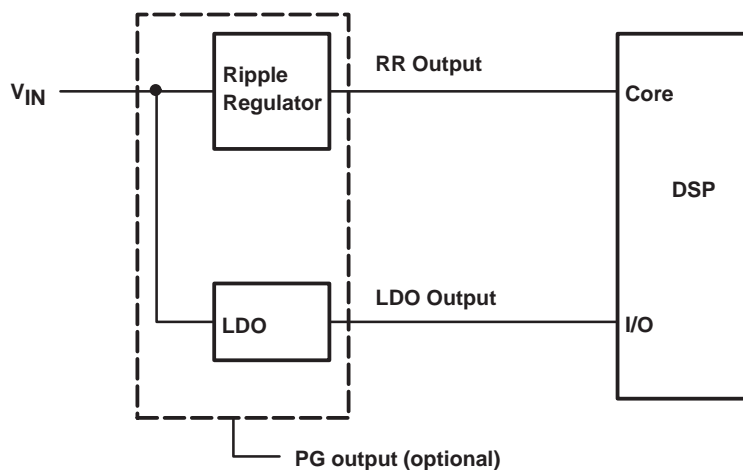 Ripple
Regulator
RR Output
VIN
Core
DSP
LDO Output
LDO
I/O
PG output (optional)